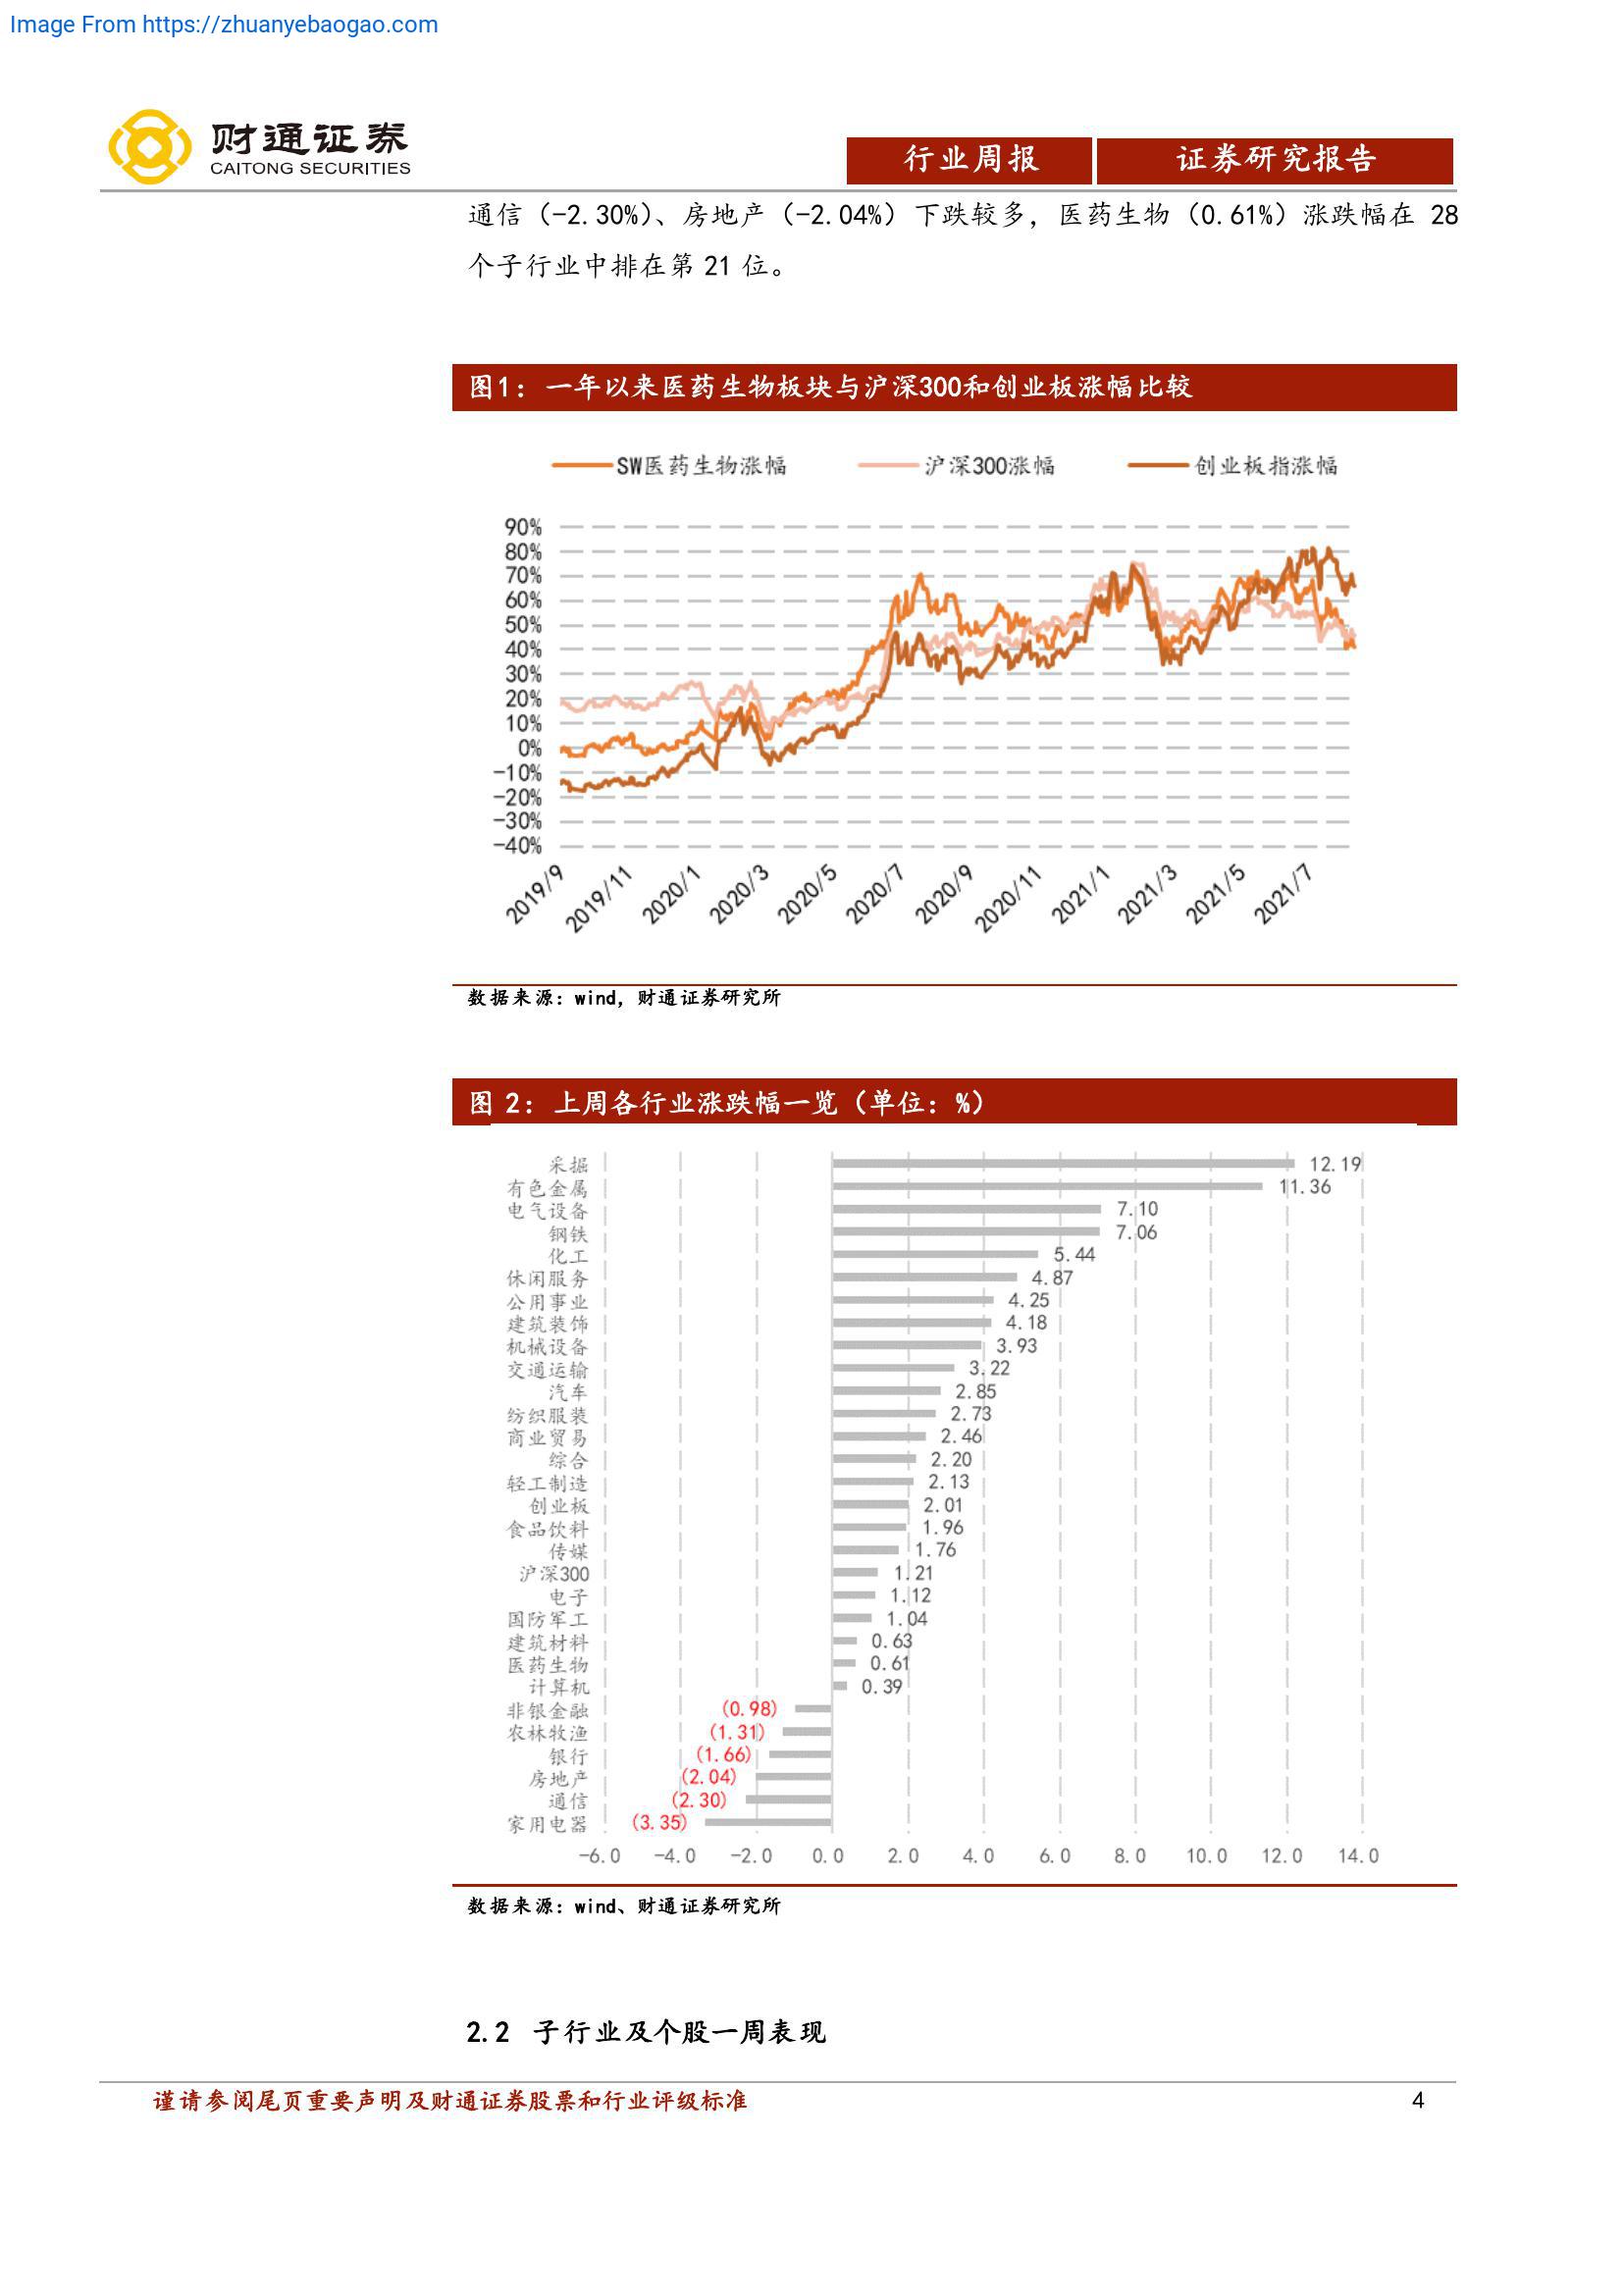 Image From https://zhuanyebaogao.com
财通证券
CAITONG SECURITIES
行业周报 证券研究报告
通信（-2.30%）、房地产（-2.04%）下跌较多，医药生物（0.61%）涨跌幅在 28
个子行业中排在第 21 位。
图1：一年以来医药生物板块与沪深300和创业板涨幅比较
SW医药生物涨幅 沪深300涨幅 创业板指涨幅
90%
80%
70%
60%
50%
40%
30%
20%
10%
0%
-10%
-20%
-30%
-40%
2019/9 2019/11 2020/1 2020/3 2020/5 2020/7 2020/9 2020/11 2021/1 2021/3 2021/5 2021/7
数据来源：wind，财通证券研究所
图 2：上周各行业涨跌幅一览（单位：%）
采掘 12.19
有色金属 11.36
电气设备 7.10
钢铁 7.06
化工 5.44
休闲服务 4.87
公用事业 4.25
建筑装饰 4.18
机械设备 3.93
交通运输 3.22
汽车 2.85
纺织服装 2.73
商业贸易 2.46
综合 2.20
轻工制造 2.13
创业板 2.01
食品饮料 1.96
传媒 1.76
沪深300 1.21
电子 1.12
国防军工 1.04
建筑材料 0.63
医药生物 0.61
计算机 0.39
非银金融 (0.98)
农林牧渔 (1.31)
银行 (1.66)
房地产 (2.04)
通信 (2.30)
家用电器 (3.35)
-6.0 -4.0 -2.0 0.0 2.0 4.0 6.0 8.0 10.0 12.0 14.0
数据来源：wind、财通证券研究所
2.2 子行业及个股一周表现
谨请参阅尾页重要声明及财通证券股票和行业评级标准 4